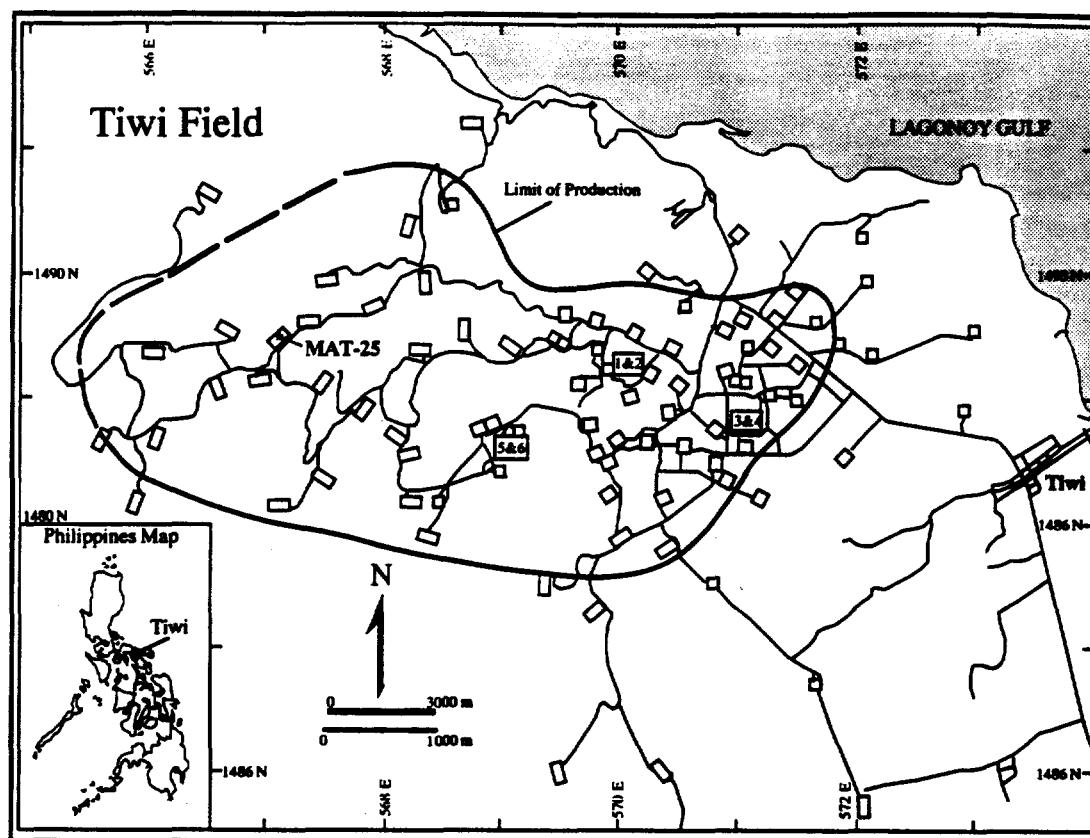 566 E
568 E
570 E
572 E
Tiwi Field
LAGONOY GULF
Limit of Production
1490 N
1490 N
MAT-25
1&2
3&4
5&6
Tiwi
1480 N
1486 N
Philippines Map
Tiwi
N
0 3000 m
0 1000 m
1486 N
1486 N
568 E
570 E
572 E